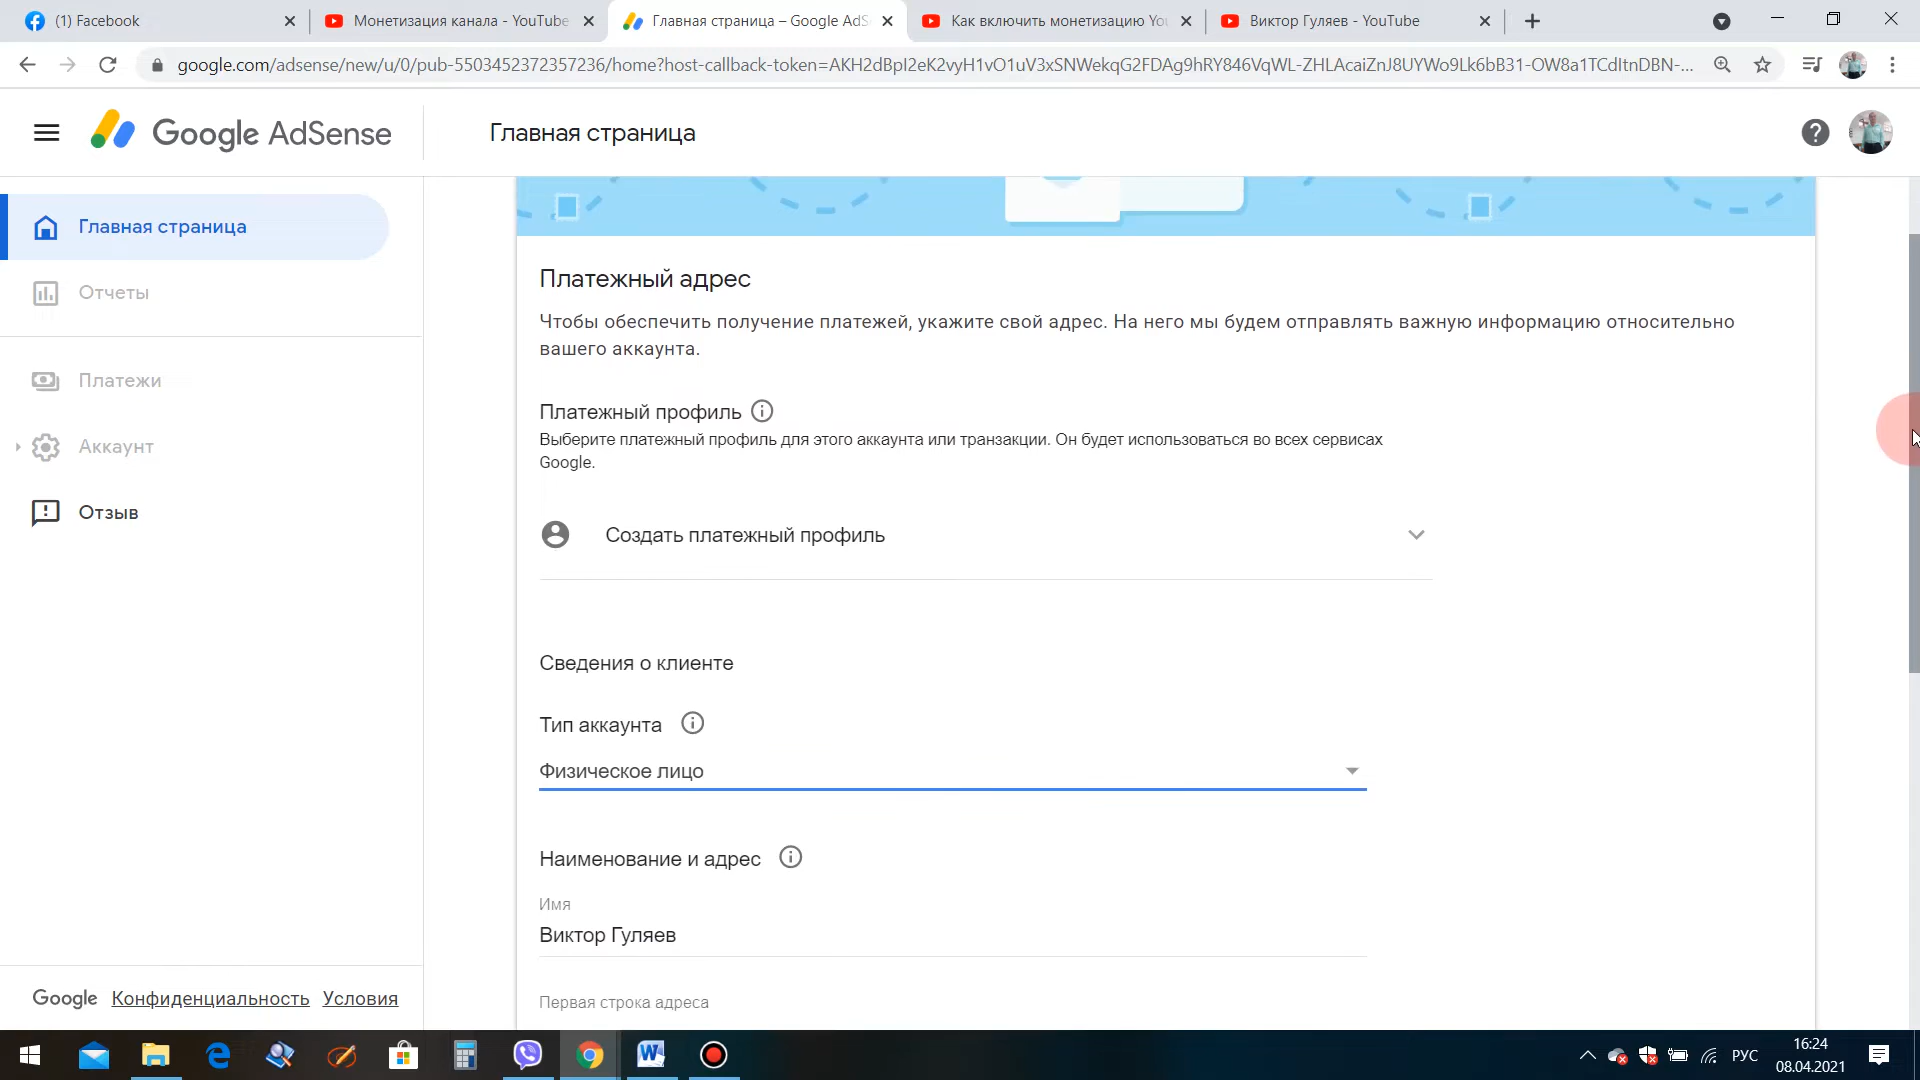 (1) Facebook
Монетизация канала - YouTube
Главная страница – Google AdS
Как включить монетизацию You
Виктор Гуляев - YouTube
google.com/adsense/new/u/0/pub-5503452372357236/home?host-callback-token=AKH2dBpI2eK2vyH1vO1uV3xSNWekqG2FDAg9hRY846VqWL-ZHLAcaiZnJ8UYWo9Lk6bB31-OW8a1TCdItnDBN-...
Google AdSense
Главная страница
Главная страница
Отчеты
Платежи
Аккаунт
Отзыв
Google Конфиденциальность Условия
Платежный адрес
Чтобы обеспечить получение платежей, укажите свой адрес. На него мы будем отправлять важную информацию относительно
вашего аккаунта.
Платежный профиль
Выберите платежный профиль для этого аккаунта или транзакции. Он будет использоваться во всех сервисах
Google.
Создать платежный профиль
Сведения о клиенте
Тип аккаунта
Физическое лицо
Наименование и адрес
Имя
Виктор Гуляев
Первая строка адреса
РУС
16:24
08.04.2021